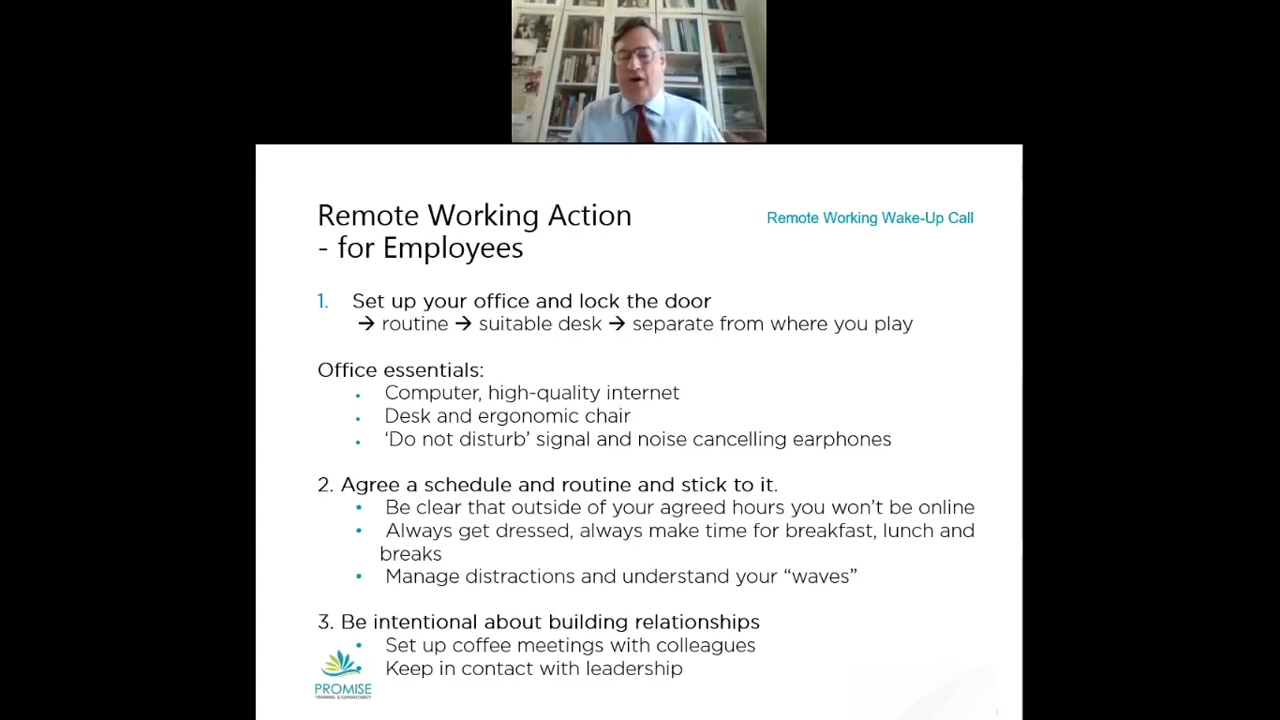 Remote Working Action
- for Employees
Remote Working Wake-Up Call
1. Set up your office and lock the door
→ routine → suitable desk → separate from where you play
Office essentials:
• Computer, high-quality internet
• Desk and ergonomic chair
• ‘Do not disturb’ signal and noise cancelling earphones
2. Agree a schedule and routine and stick to it.
• Be clear that outside of your agreed hours you won’t be online
• Always get dressed, always make time for breakfast, lunch and
breaks
• Manage distractions and understand your “waves”
3. Be intentional about building relationships
• Set up coffee meetings with colleagues
Keep in contact with leadership
PROMISE
TRAINING & CONSULTANCY